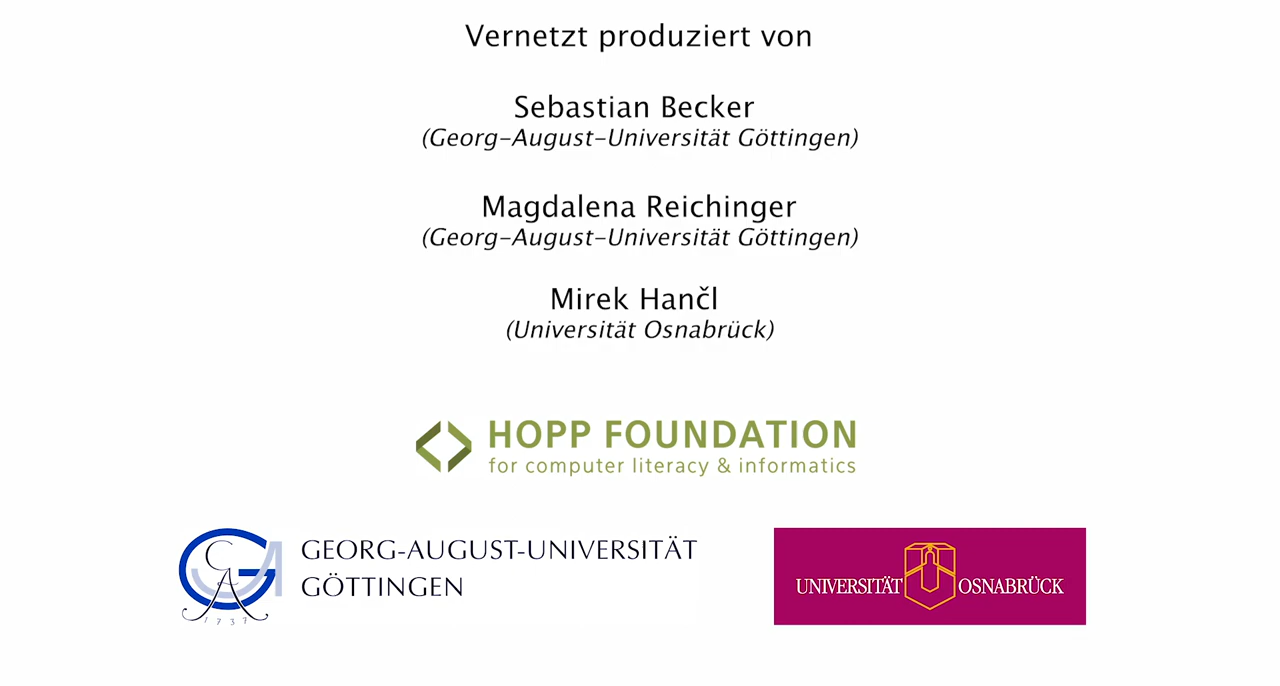 Vernetzt produziert von
Sebastian Becker
(Georg-August-Universität Göttingen)
Magdalena Reichinger
(Georg-August-Universität Göttingen)
Mirek Hančl
(Universität Osnabrück)
HOPP FOUNDATION
for computer literacy & informatics
GEORG-AUGUST-UNIVERSITÄT
GÖTTINGEN
1737
UNIVERSITÄT OSNABRÜCK